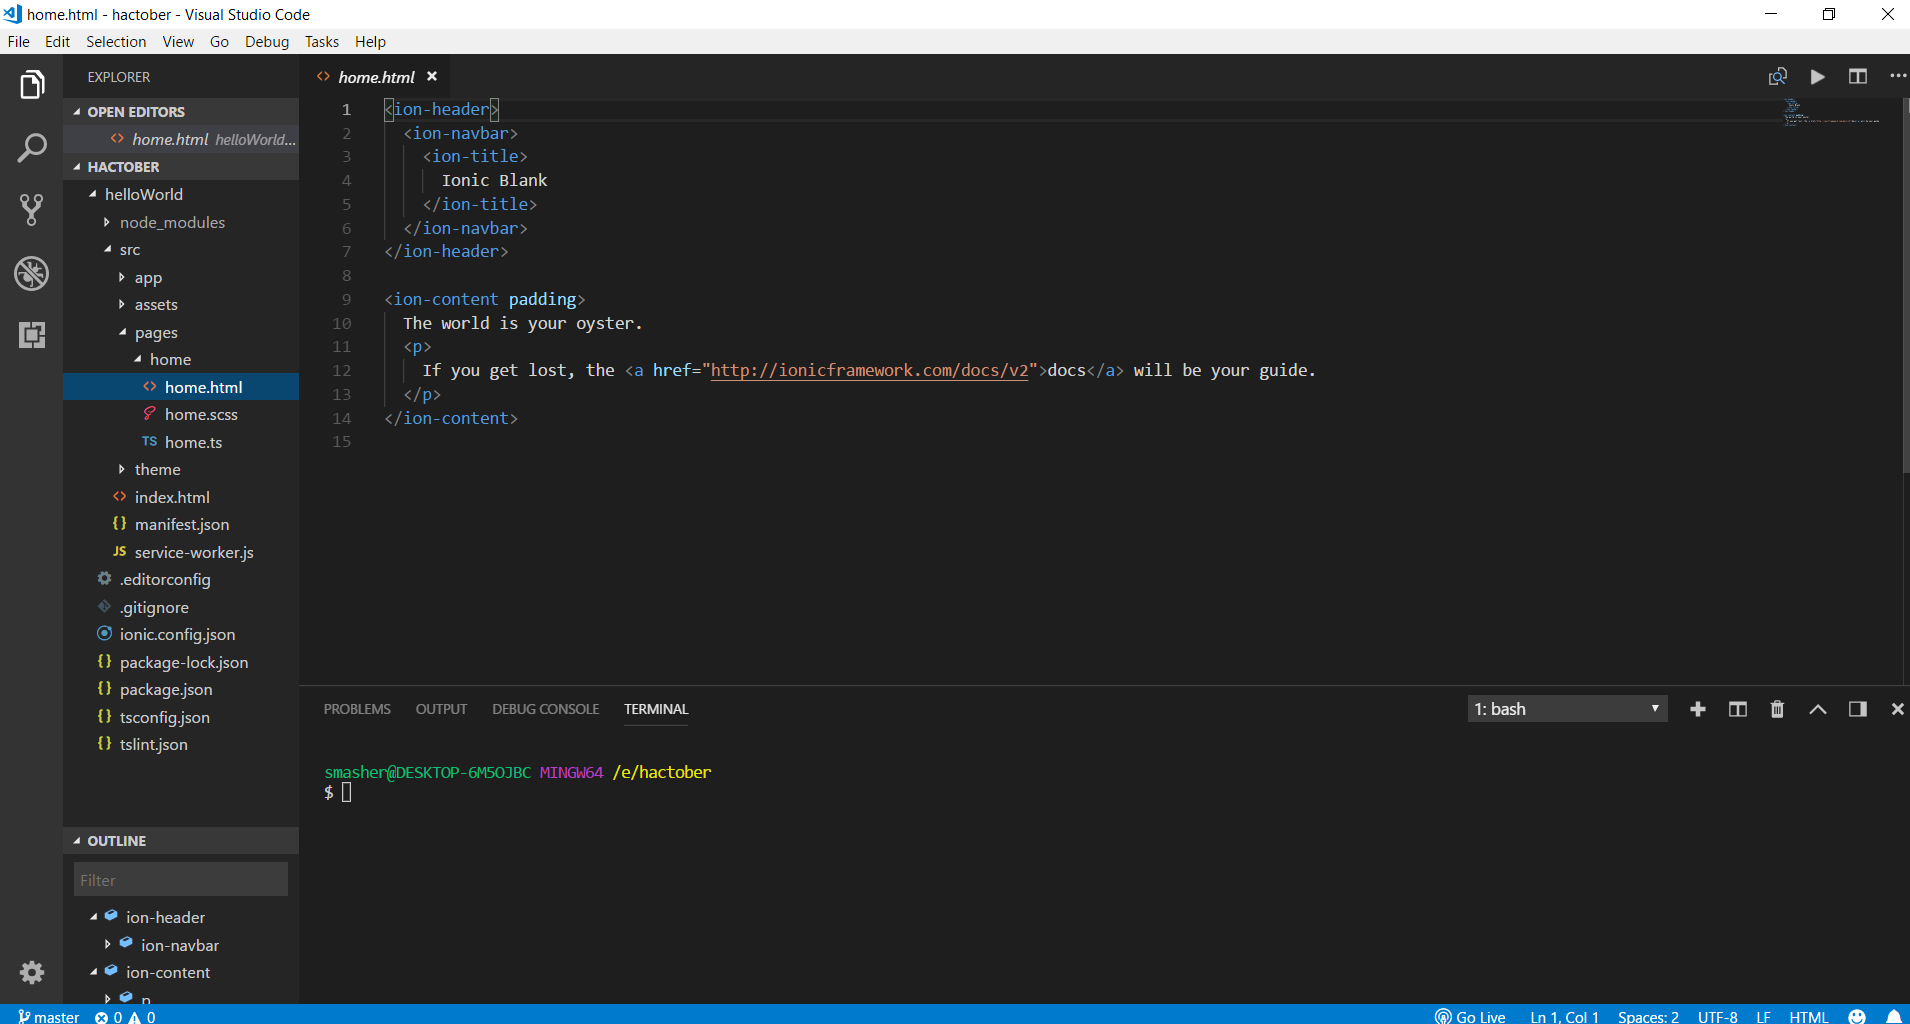 home.html - hactober - Visual Studio Code
File Edit Selection View Go Debug Tasks Help
EXPLORER
OPEN EDITORS
home.html helloWorld...
HACTOBER
helloWorld
node_modules
src
app
assets
pages
home
home.html
home.scss
TS home.ts
theme
index.html
{} manifest.json
JS service-worker.js
.editorconfig
.gitignore
ionic.config.json
{} package-lock.json
{} package.json
{} tsconfig.json
{} tslint.json
OUTLINE
Filter
ion-header
ion-navbar
ion-content
p
home.html
1 <ion-header>
2 <ion-navbar>
3 <ion-title>
4 Ionic Blank
5 </ion-title>
6 </ion-navbar>
7 </ion-header>
8
9 <ion-content padding>
10 The world is your oyster.
11 <p>
12 If you get lost, the <a href="http://ionicframework.com/docs/v2">docs</a> will be your guide.
13 </p>
14 </ion-content>
15
PROBLEMS OUTPUT DEBUG CONSOLE TERMINAL
1: bash
smasher@DESKTOP-6M5OJBC MINGW64 /e/hactober
$
master 0 0
Go Live Ln 1, Col 1 Spaces: 2 UTF-8 LF HTML